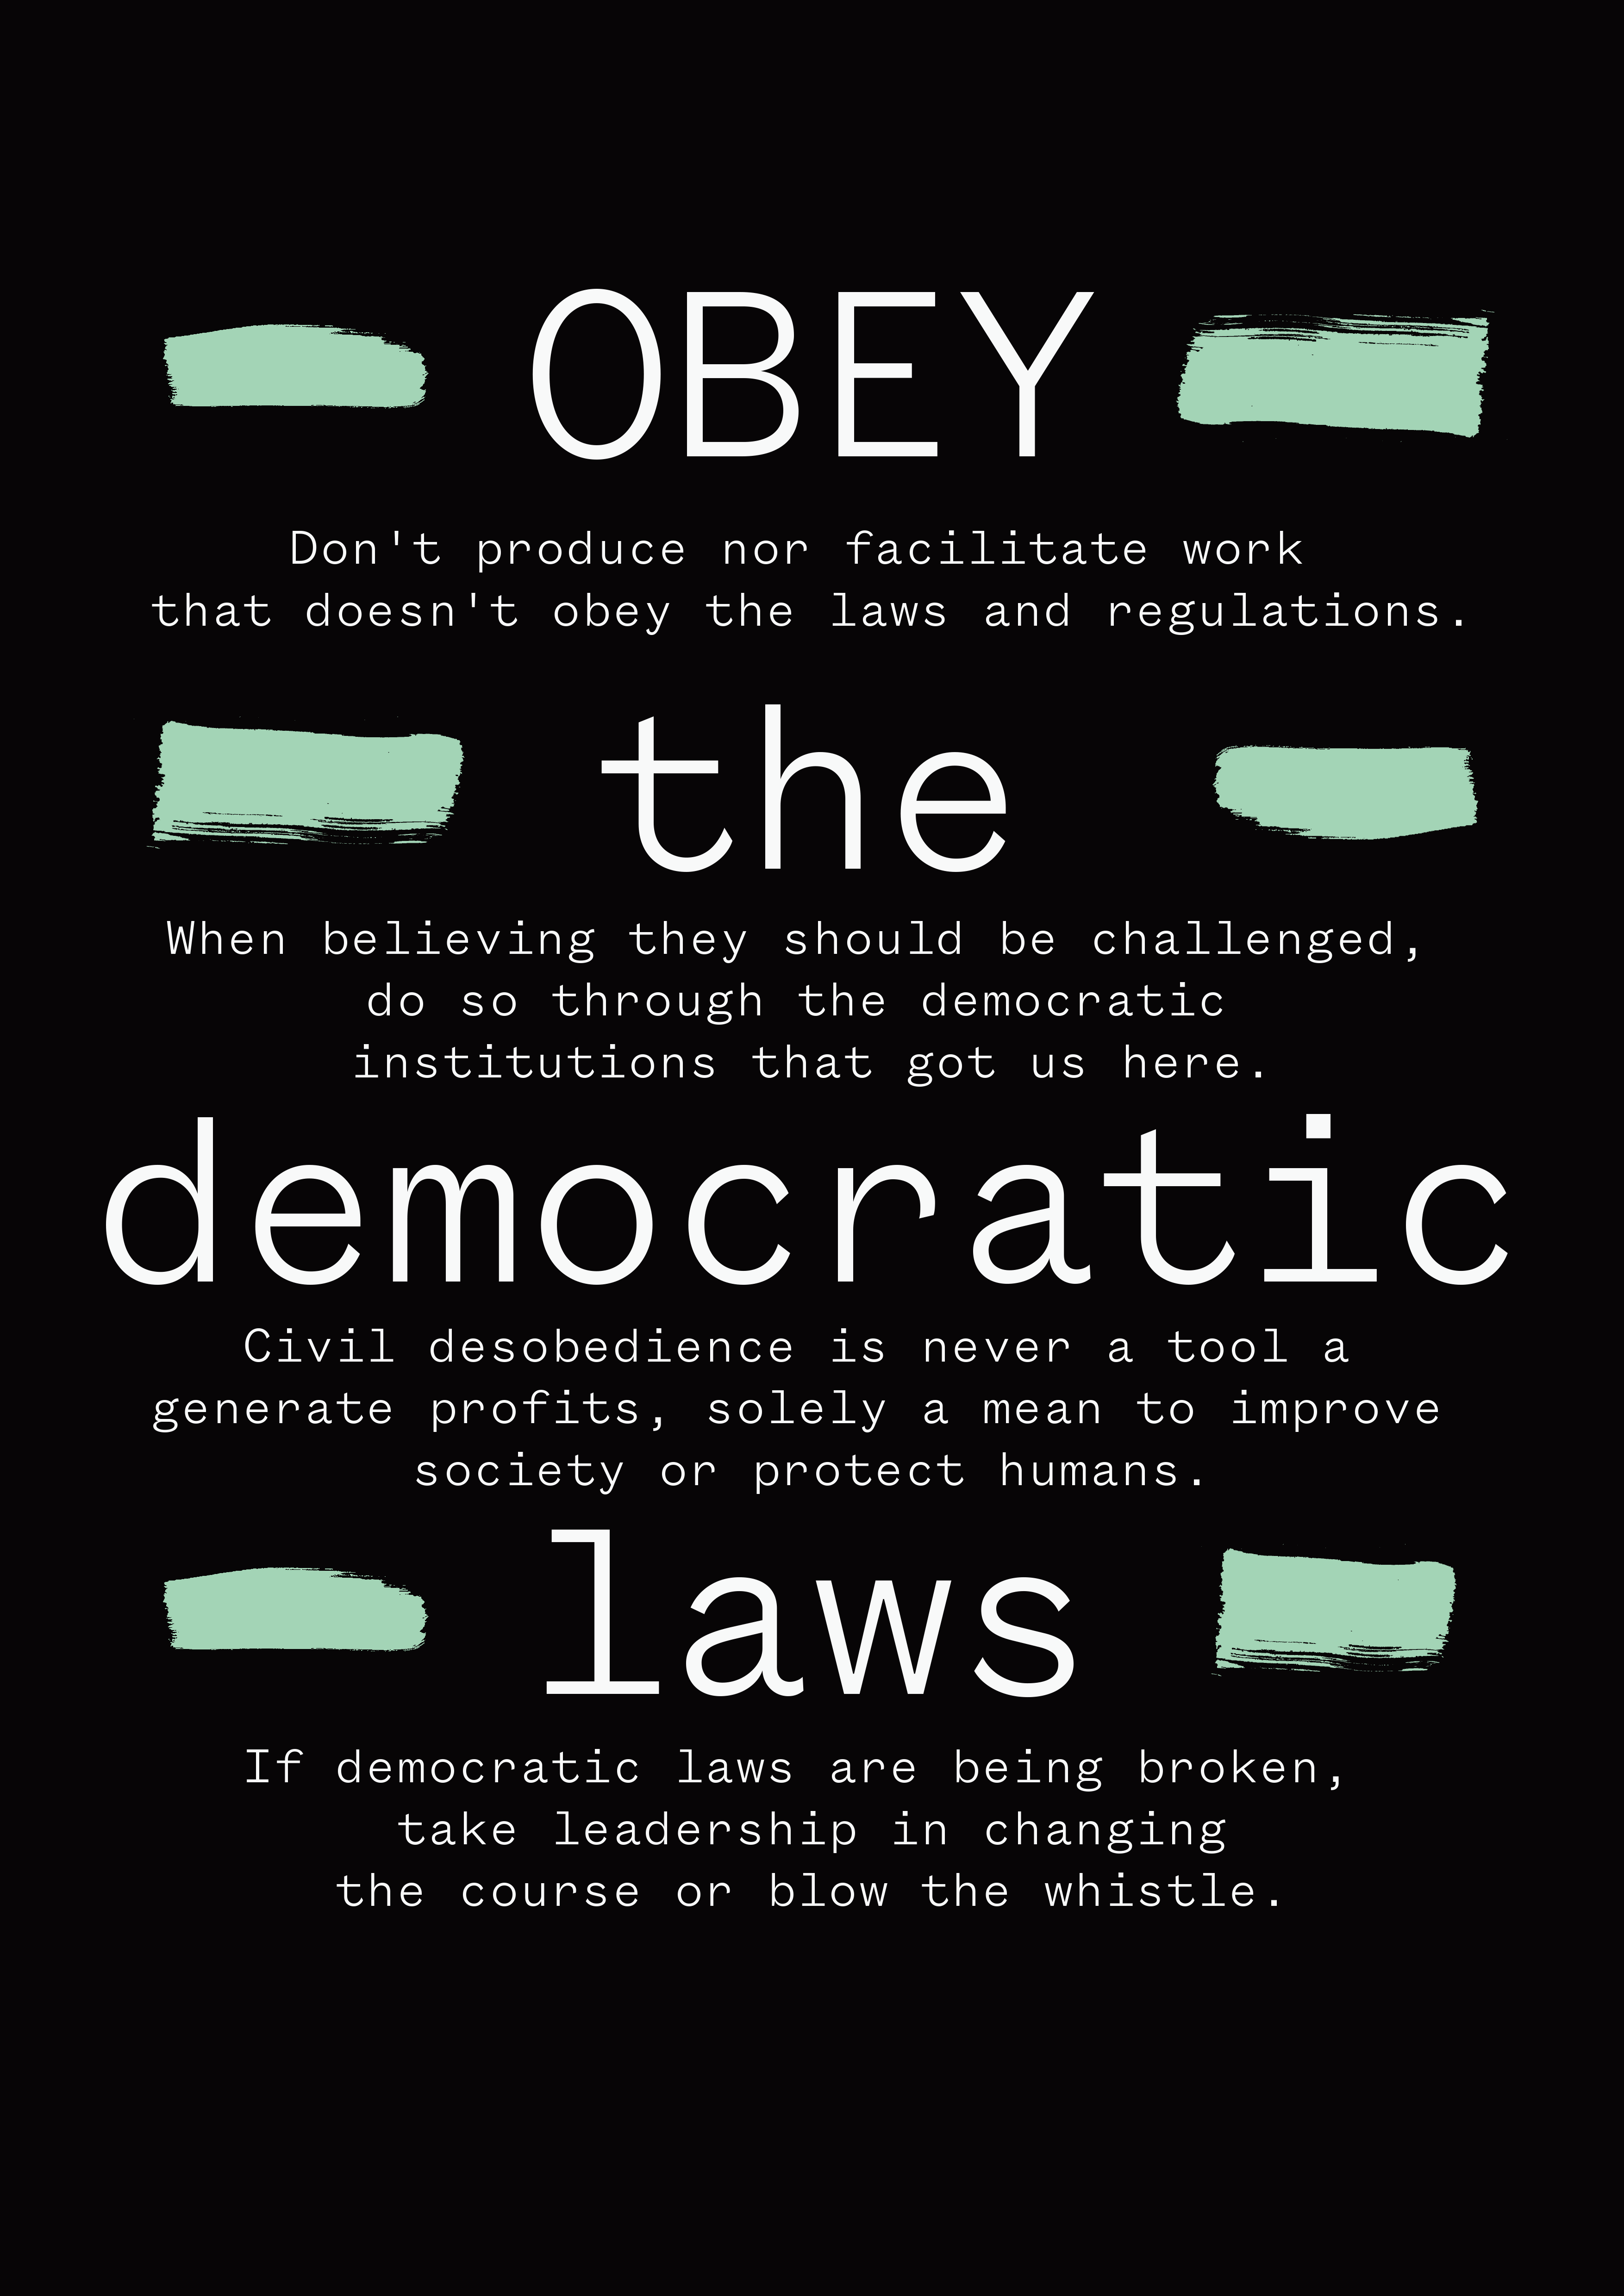 OBEY
Don't produce nor facilitate work
that doesn't obey the laws and regulations.
the
When believing they should be challenged,
do so through the democratic
institutions that got us here.
democratic
Civil desobedience is never a tool a
generate profits, solely a mean to improve
society or protect humans.
laws
If democratic laws are being broken,
take leadership in changing
the course or blow the whistle.